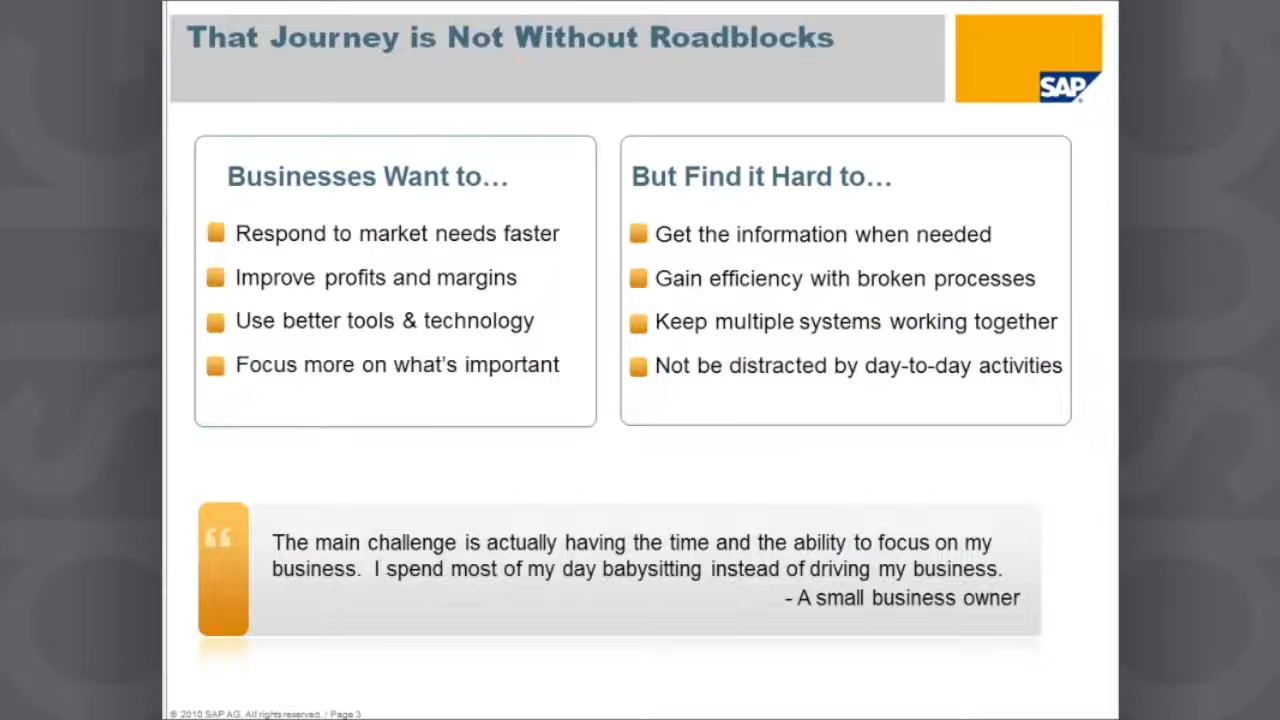 That Journey is Not Without Roadblocks
SAP
Businesses Want to…
Respond to market needs faster
Improve profits and margins
Use better tools & technology
Focus more on what's important
But Find it Hard to…
Get the information when needed
Gain efficiency with broken processes
Keep multiple systems working together
Not be distracted by day-to-day activities
“
The main challenge is actually having the time and the ability to focus on my
business. I spend most of my day babysitting instead of driving my business.
- A small business owner
© 2010 SAP AG. All rights reserved. / Page 3